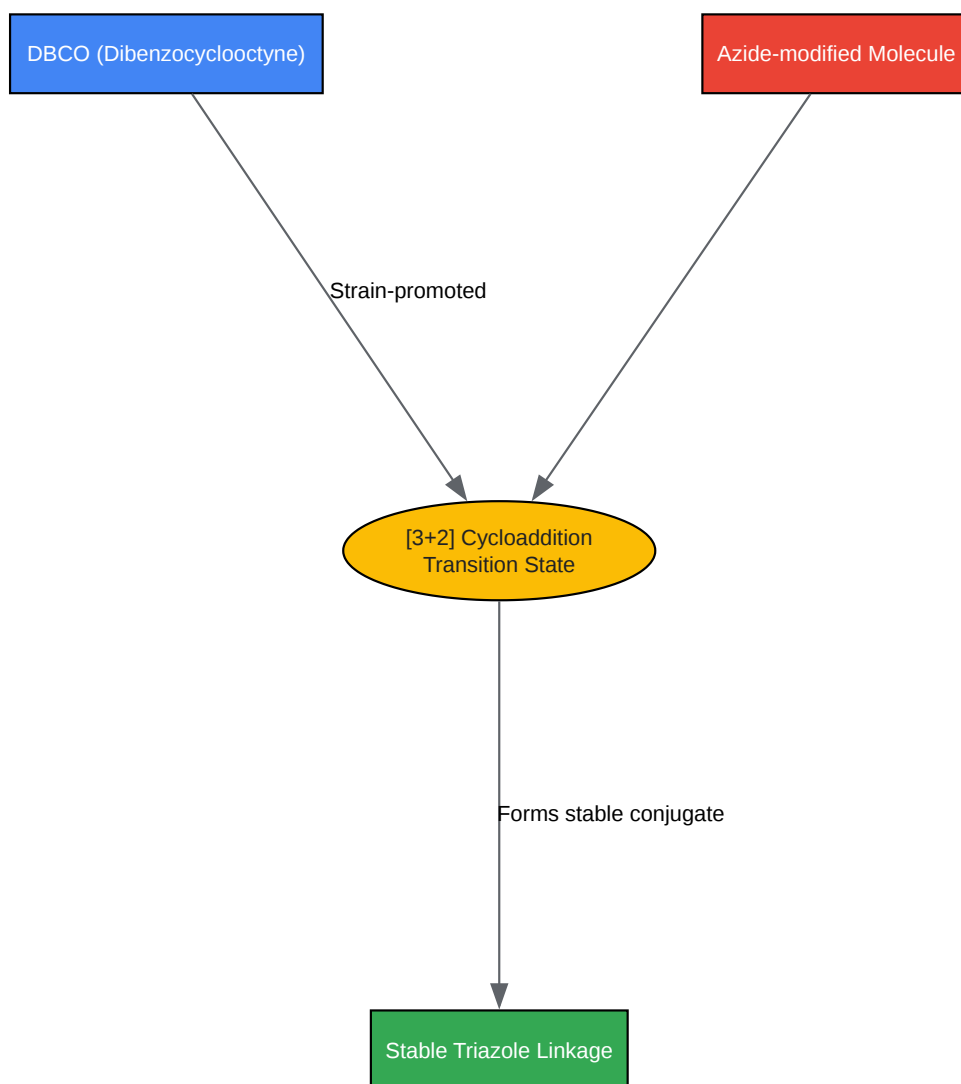 DBCO (Dibenzocyclooctyne)
Azide-modified Molecule
Strain-promoted
[3+2] Cycloaddition
Transition State
Forms stable conjugate
Stable Triazole Linkage